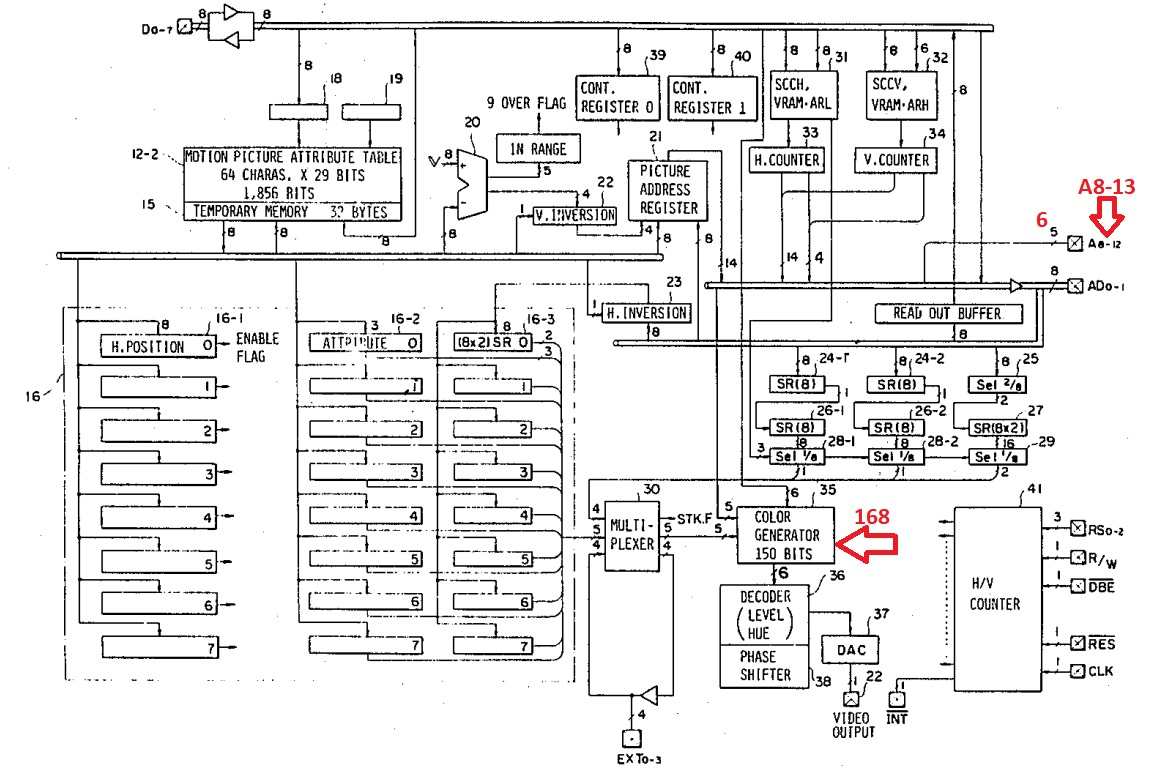 D0-7
8
8
8
18
19
12-2
MOTION PICTURE ATTRIBUTE TABLE
64 CHARAS. X 29 BITS
1,856 BITS
15
TEMPORARY MEMORY 32 BYTES
8
8
8
9 OVER FLAG
IN RANGE
5
20
V
8
+
-
8
4
22
V. INVERSION
1
4
8
39
CONT.
REGISTER 0
8
40
CONT.
REGISTER 1
21
PICTURE
ADDRESS
REGISTER
8
8
14
8
8
31
SCCH,
VRAM·ARL
8
6
32
SCCV,
VRAM·ARH
8
33
H.COUNTER
34
V.COUNTER
14
4
A8-13
6
5
A8-12
8
AD0-1
READ OUT BUFFER
8
23
H.INVERSION
1
8
16
8
16-1
H.POSITION 0
ENABLE
FLAG
1
2
3
4
5
6
7
3
16-2
ATTRIBUTE 0
1
2
3
4
5
6
7
8
16-3
(8x2) SR 0
2
3
1
2
3
4
5
6
7
8
24-1
SR(8)
1
8
24-2
SR(8)
1
8
25
Sel 2/8
2
26-1
SR(8)
26-2
SR(8)
27
SR(8X2)
8
28-1
8
28-2
16
29
3
Sel 1/8
Sel 1/8
Sel 1/8
1
1
2
30
MULTI-
PLEXER
4
5
4
STK.F
5
4
5
5
6
35
COLOR
GENERATOR
150 BITS
168
6
36
DECODER
(LEVEL
HUE)
PHASE
SHIFTER
38
37
DAC
1
22
VIDEO
OUTPUT
4
EXT0-3
41
H/V
COUNTER
3
RS0-2
1
R/W
1
DBE
1
RES
1
CLK
1
INT